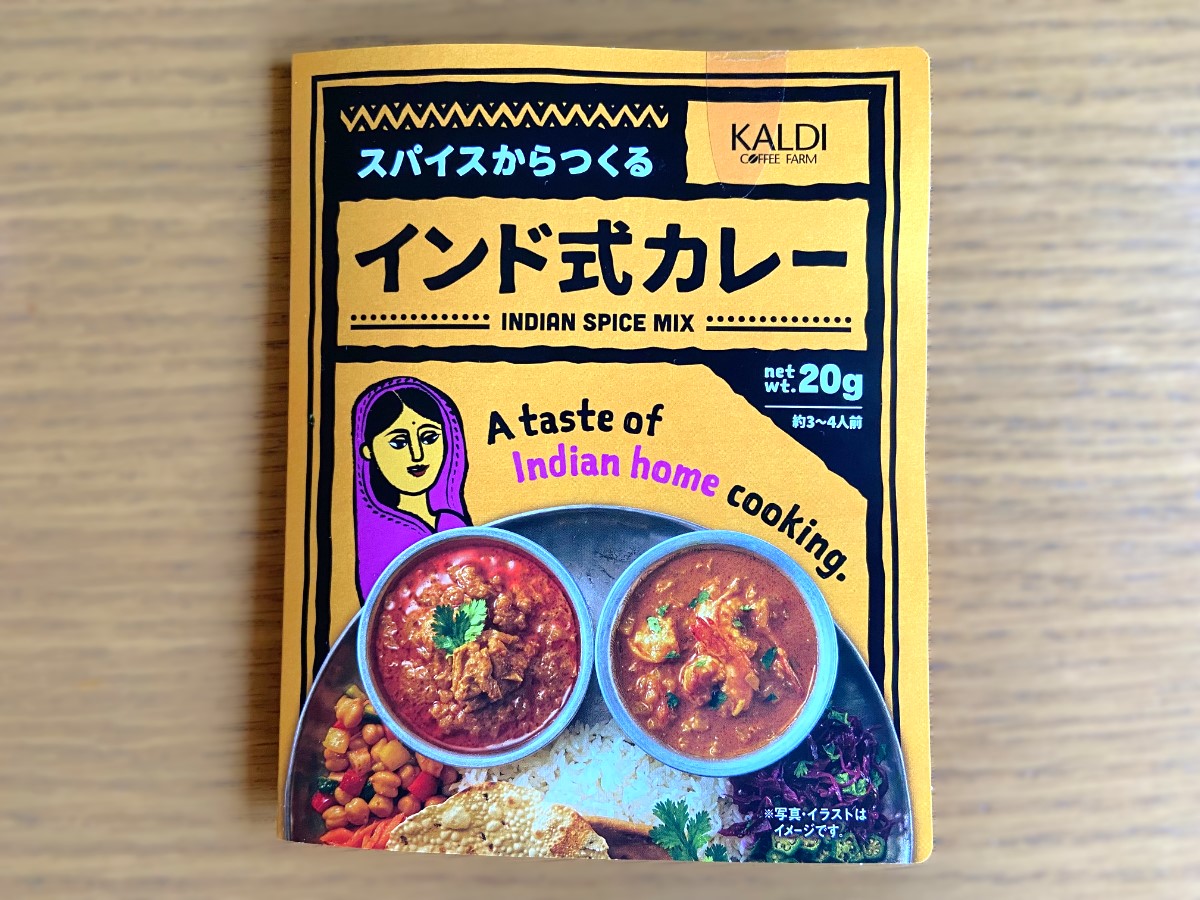 スパイスからつくる
KALDI
COFFEE FARM
インド式カレー
INDIAN SPICE MIX
net wt. 20g
約3~4人前
A taste of
Indian home
cooking.
※写真・イラストは
イメージです。